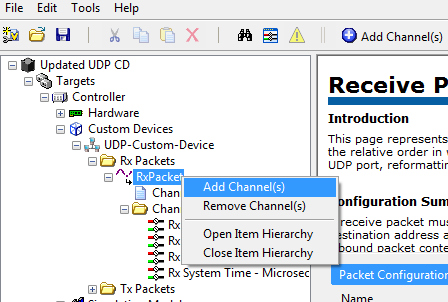 File Edit Tools Help
Add Channel(s)
Updated UDP CD
Targets
Controller
Hardware
Custom Devices
UDP-Custom-Device
Rx Packets
RxPacket
Chan
Chan
Rx
Rx
Rx
Rx System Time - Microsec
Tx Packets
Add Channel(s)
Remove Channel(s)
Open Item Hierarchy
Close Item Hierarchy
Receive P
Introduction
This page represents
the relative order in w
UDP port, reformattin
onfiguration Sum
receive packet mus
estination address a
bound packet conte
Packet Configuration
Name